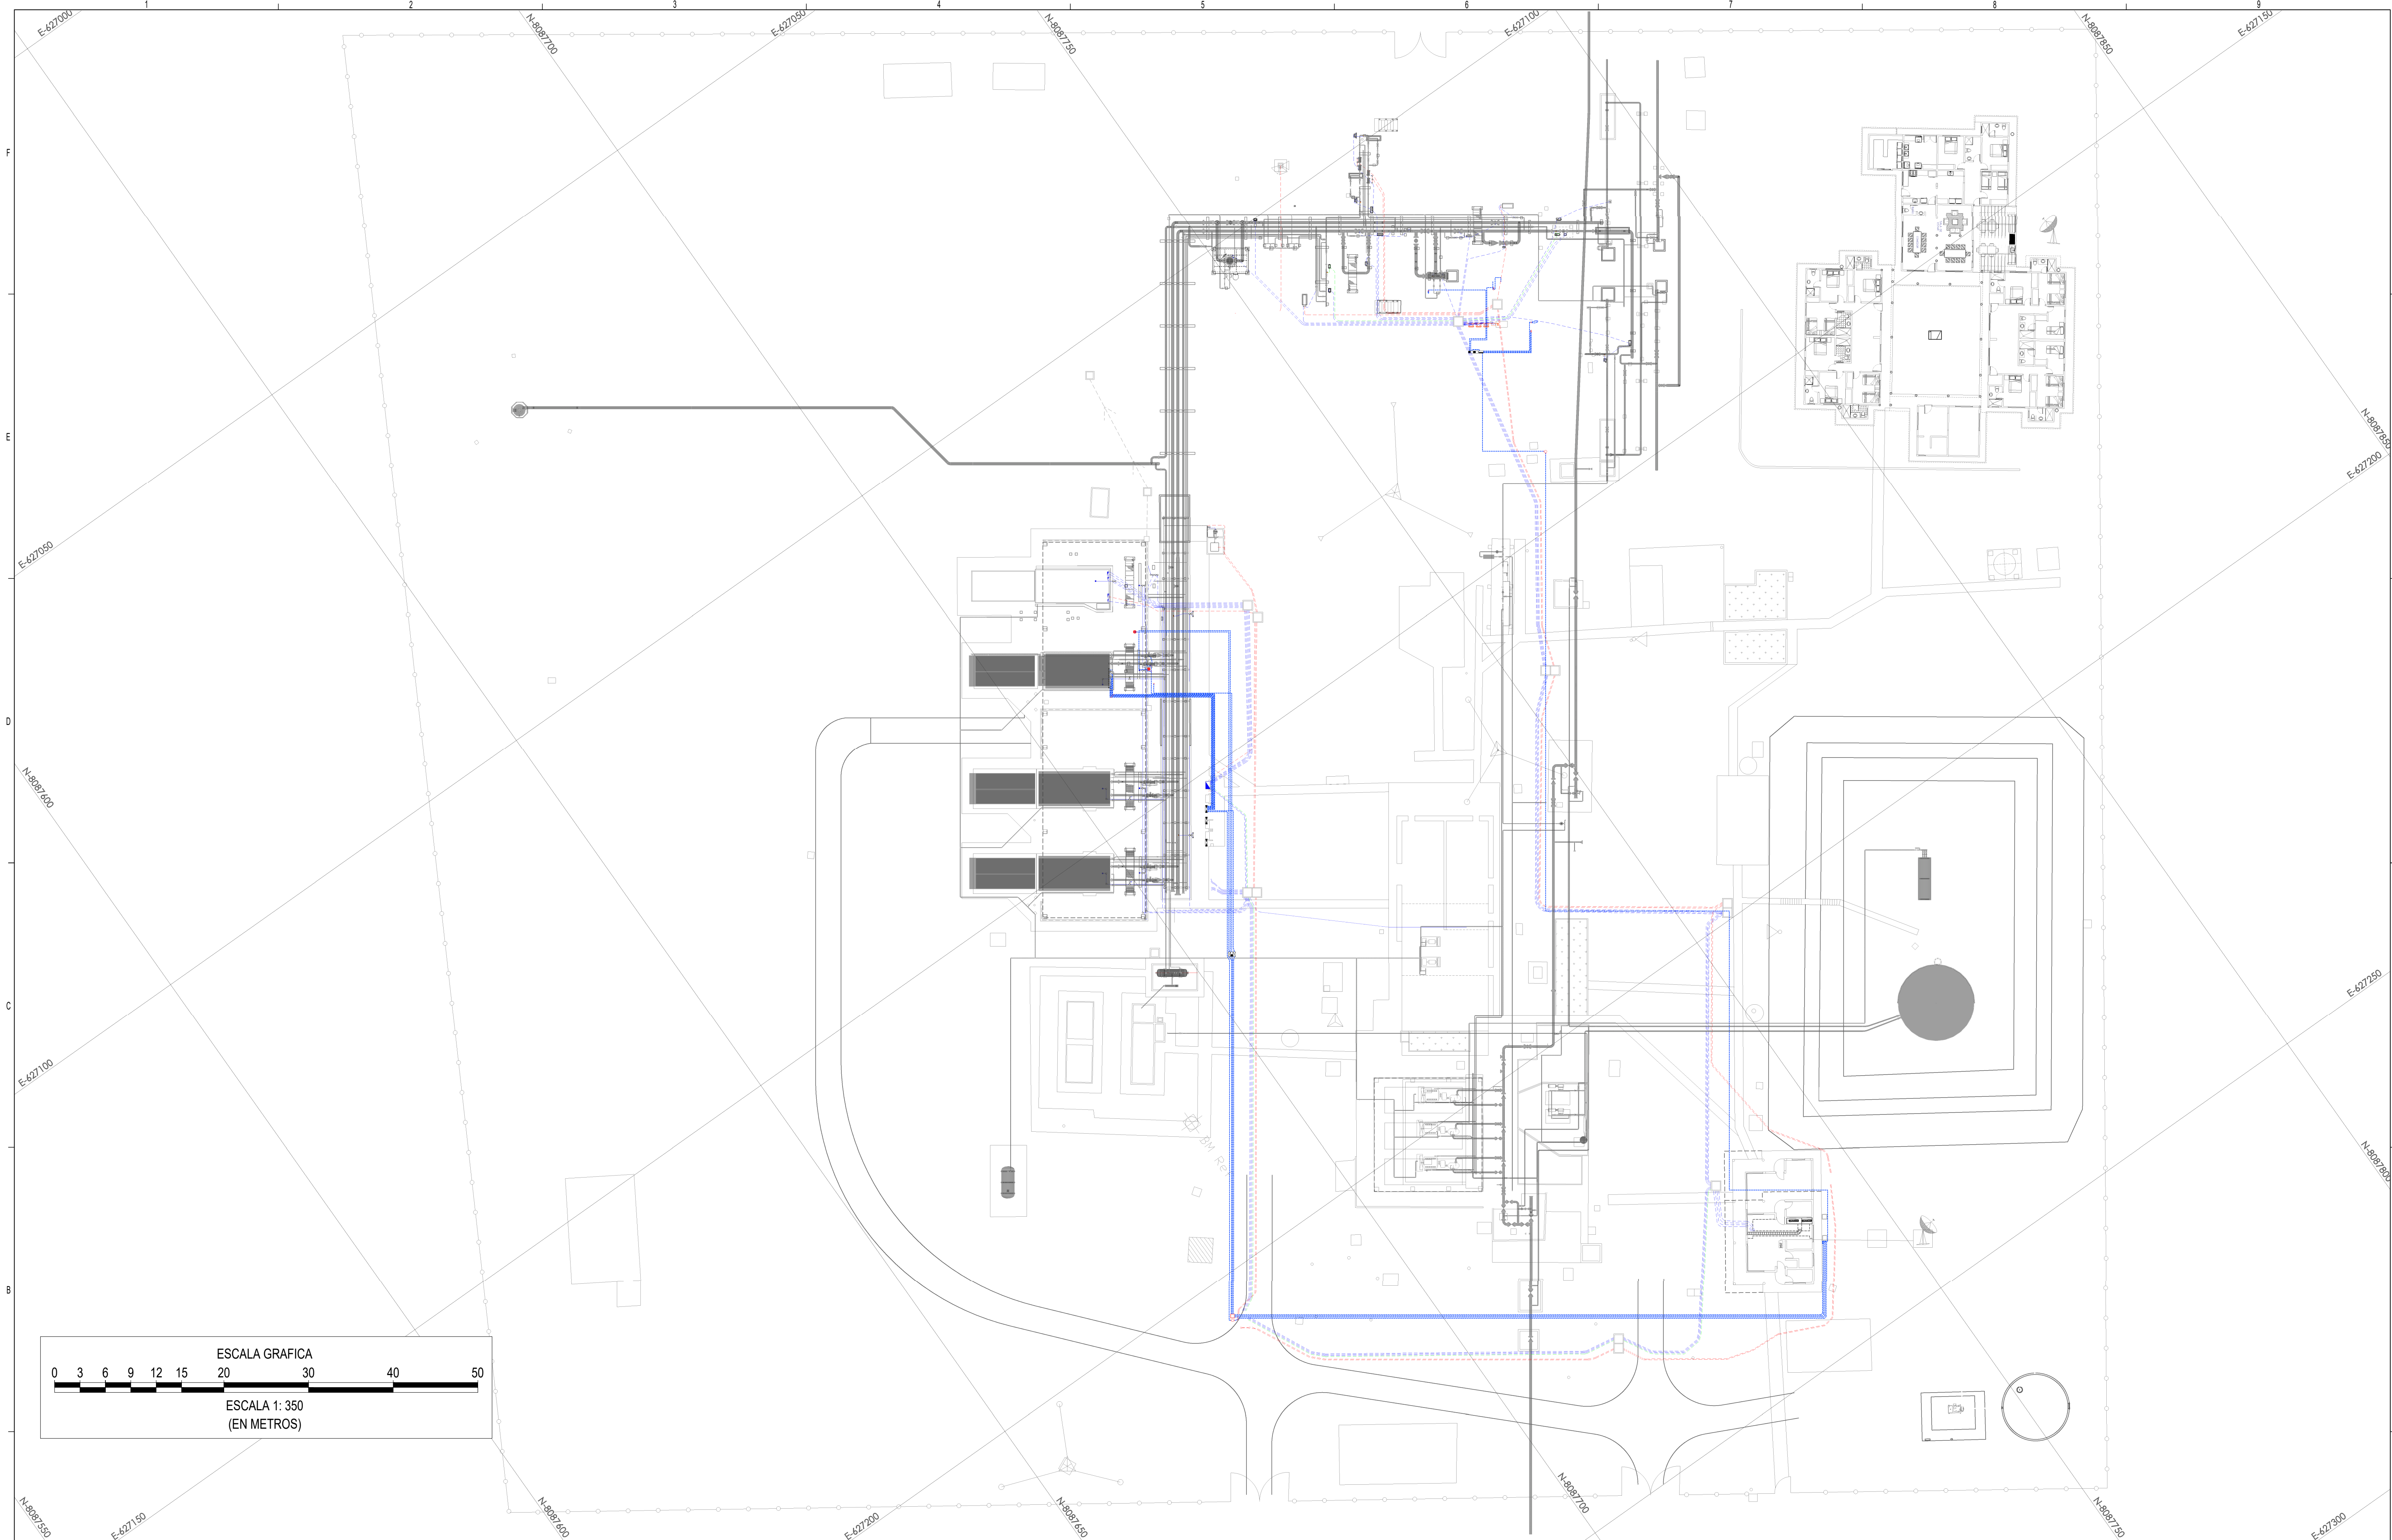 1 2 3 4 5 6 7 8 9
E-627000 N-8087700 E-627050 N-8087750 E-627100 N-8087850 E-627150
F
E
N-8087850
E-627200
E-627050
D
N-8087600
C
E-627250
E-627100
BM Re
N-8087800
B
ESCALA GRAFICA
0 3 6 9 12 15 20 30 40 50
ESCALA 1: 350
(EN METROS)
N-8087550 E-627150 N-8087600 E-627200 N-8087650 N-8087700 N-8087750 E-627300